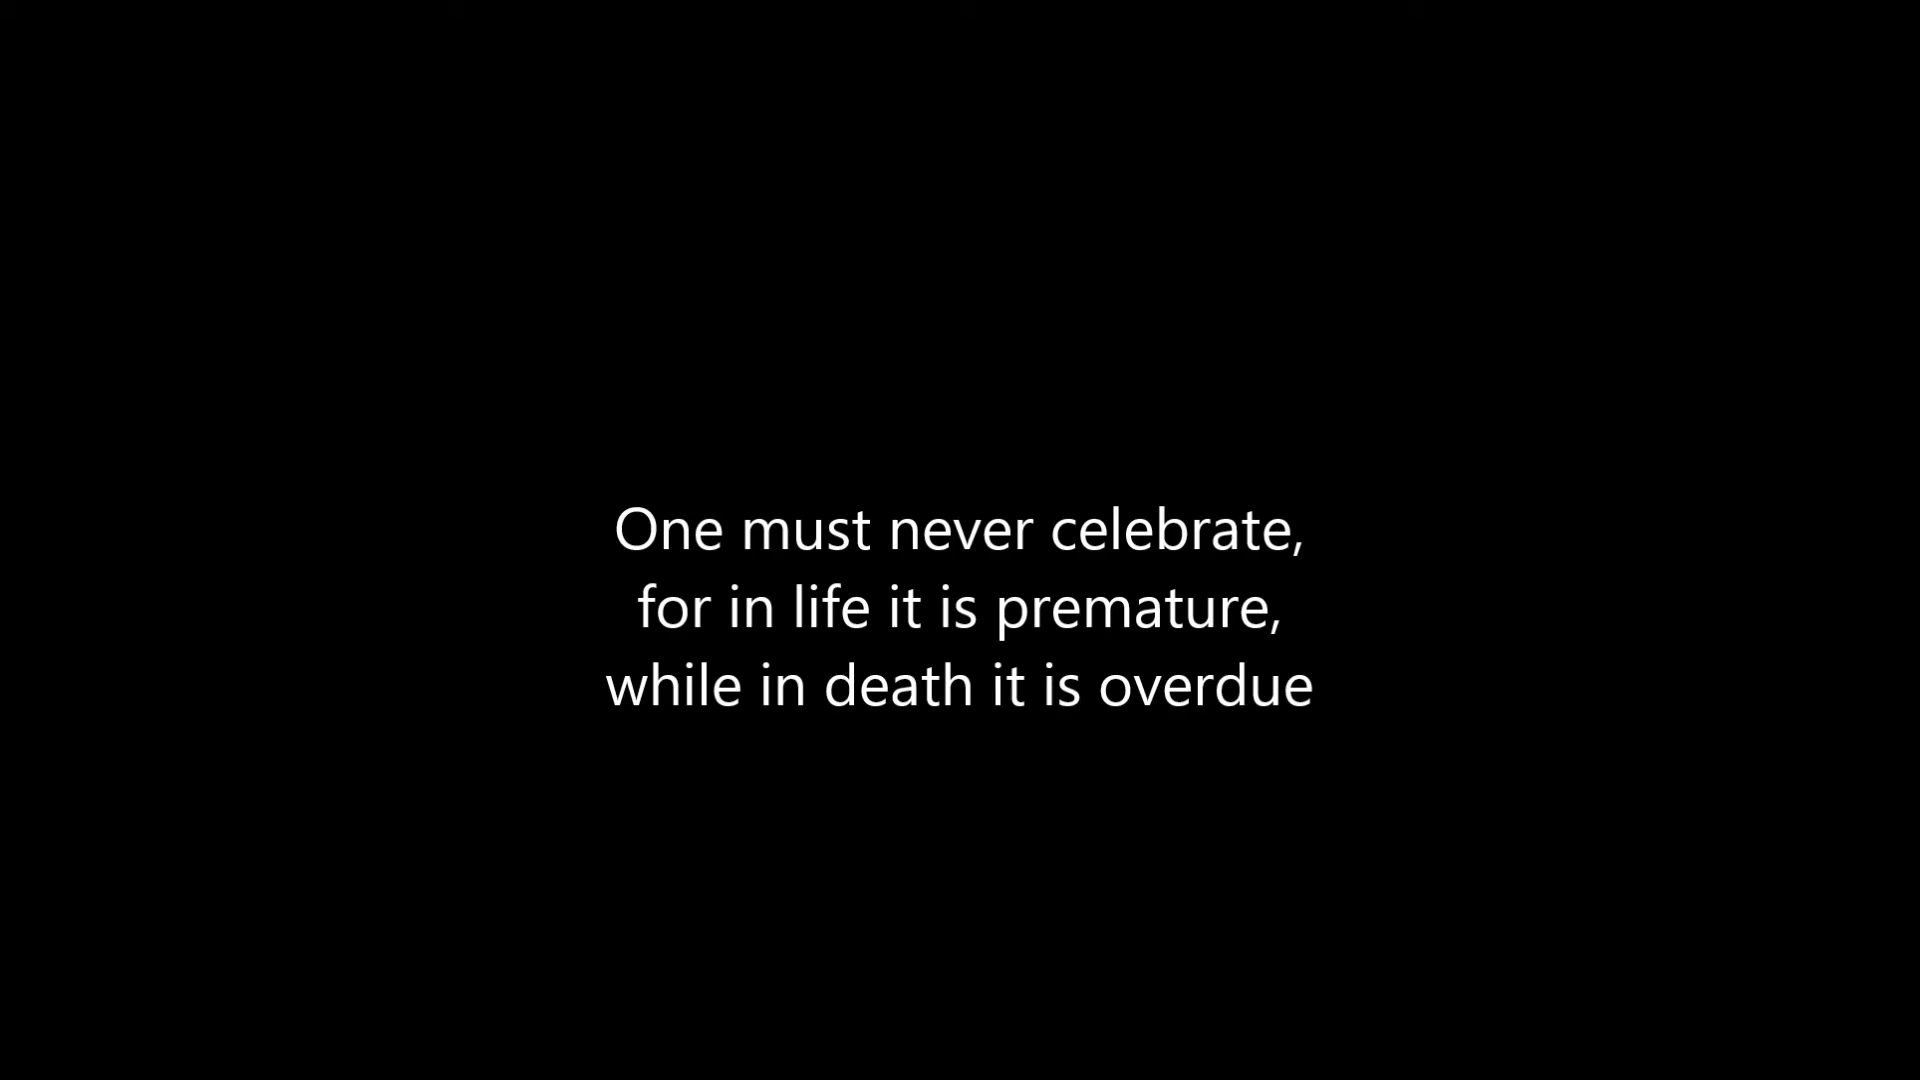 One must never celebrate,
for in life it is premature,
while in death it is overdue